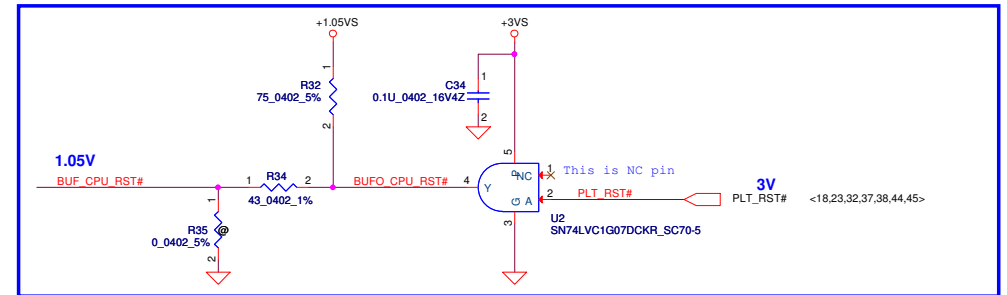 +1.05VS
+3VS
1
R32
75_0402_5%
2
C34
0.1U_0402_16V4Z
1
2
1.05V
BUF_CPU_RST#
1
R34
2
43_0402_1%
BUFO_CPU_RST#
4
Y
5
P
NC
1
This is NC pin
G
A
2
PLT_RST#
3V
PLT_RST#
<18,23,32,37,38,44,45>
3
U2
SN74LVC1G07DCKR_SC70-5
1
R35
@
0_0402_5%
2